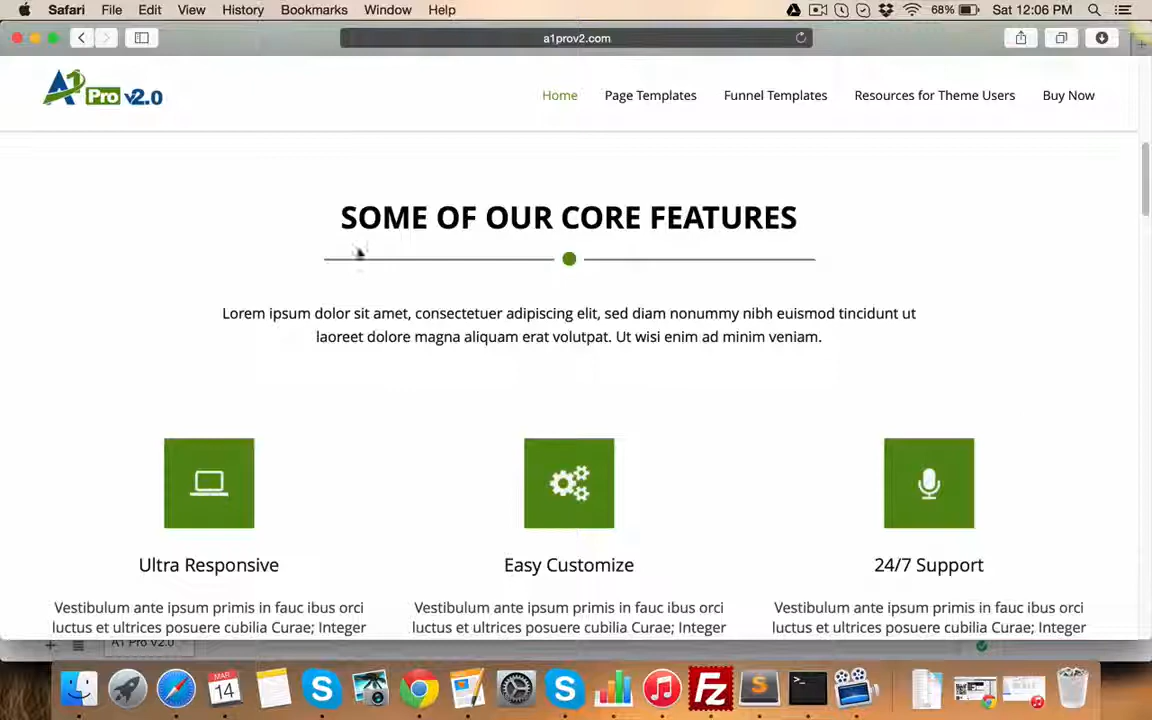 Safari File Edit View History Bookmarks Window Help 68% Sat 12:06 PM
a1prov2.com
A1 Pro v2.0 Home Page Templates Funnel Templates Resources for Theme Users Buy Now
SOME OF OUR CORE FEATURES
Lorem ipsum dolor sit amet, consectetuer adipiscing elit, sed diam nonummy nibh euismod tincidunt ut
laoreet dolore magna aliquam erat volutpat. Ut wisi enim ad minim veniam.
Ultra Responsive Easy Customize 24/7 Support
Vestibulum ante ipsum primis in fauc ibus orci Vestibulum ante ipsum primis in fauc ibus orci Vestibulum ante ipsum primis in fauc ibus orci
luctus et ultrices posuere cubilia Curae; Integer luctus et ultrices posuere cubilia Curae; Integer luctus et ultrices posuere cubilia Curae; Integer
A1 Pro V2.0
MAR
14
S S Fz S